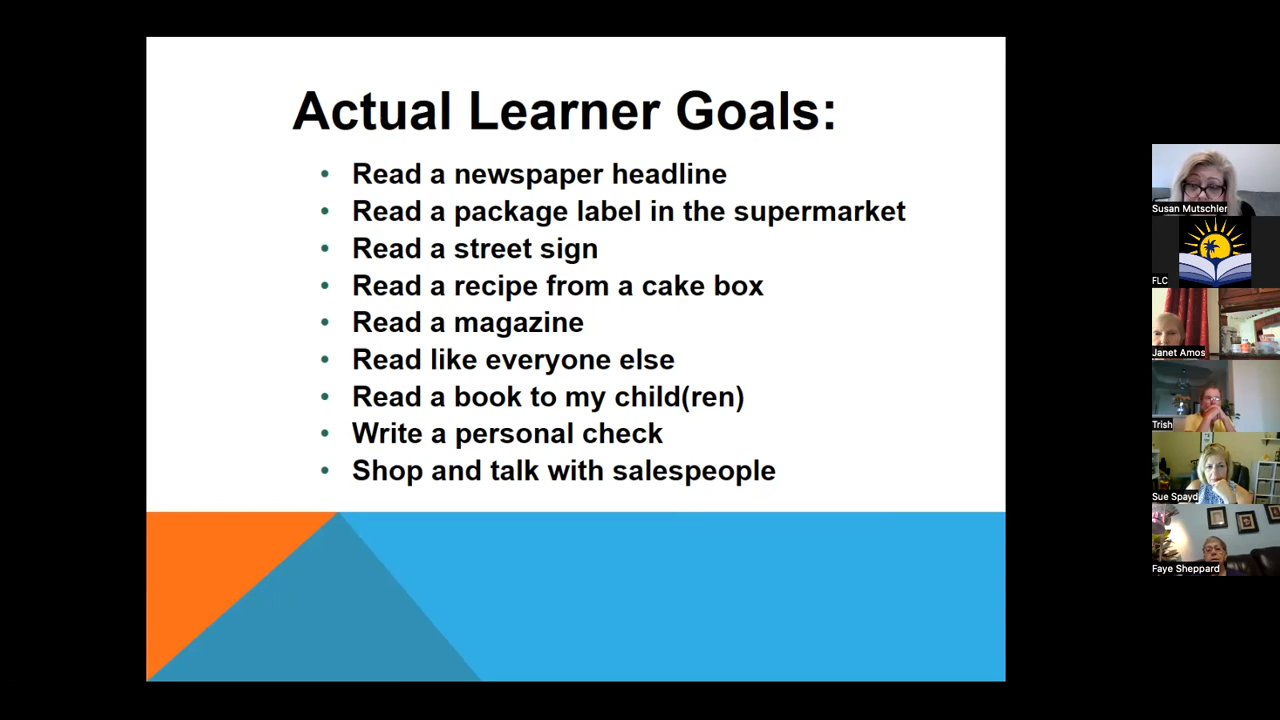 Actual Learner Goals:
• Read a newspaper headline
• Read a package label in the supermarket
• Read a street sign
• Read a recipe from a cake box
• Read a magazine
• Read like everyone else
• Read a book to my child(ren)
• Write a personal check
• Shop and talk with salespeople
Susan Mutschler
FLC
Janet Amos
Trish
Sue Spayd
Faye Sheppard